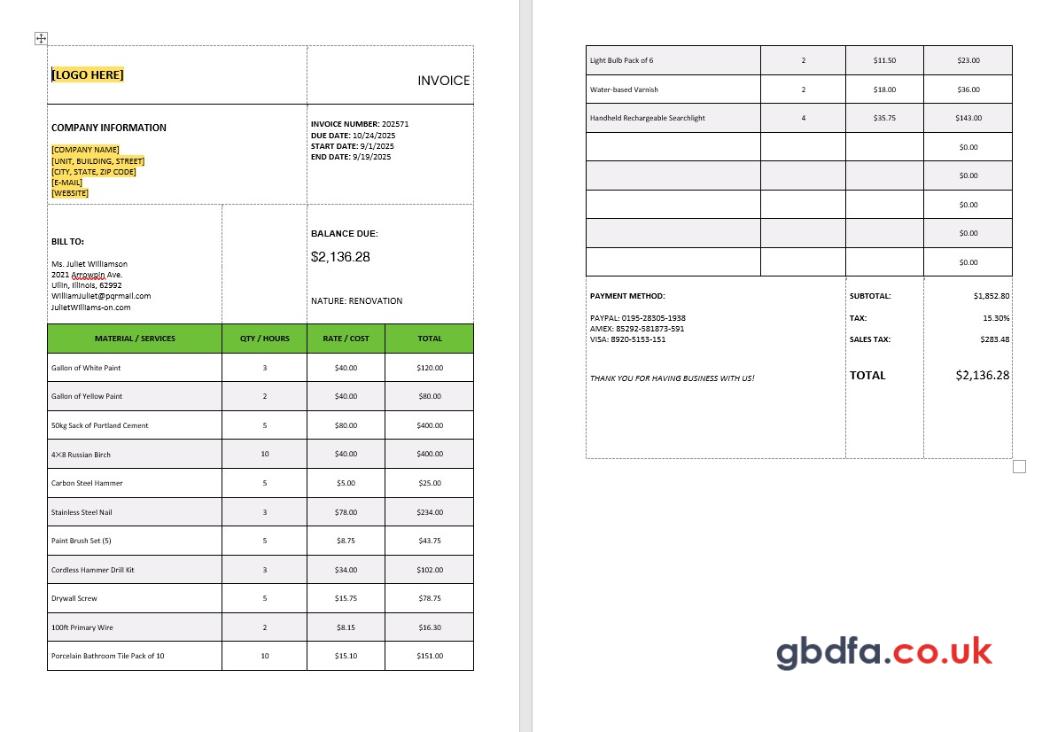 [LOGO HERE]
INVOICE
COMPANY INFORMATION
[COMPANY NAME]
[UNIT, BUILDING, STREET]
[CITY, STATE, ZIP CODE]
[E-MAIL]
[WEBSITE]
INVOICE NUMBER: 202571
DUE DATE: 10/24/2025
START DATE: 9/1/2025
END DATE: 9/19/2025
BILL TO:
Ms. Juliet Williamson
2021 Arrowpin Ave.
Ullin, Illinois, 62992
WilliamJuliet@pqrmail.com
JulietWilliams-on.com
BALANCE DUE:
$2,136.28
NATURE: RENOVATION
MATERIAL / SERVICES QTY / HOURS RATE / COST TOTAL
Gallon of White Paint 3 $40.00 $120.00
Gallon of Yellow Paint 2 $40.00 $80.00
50kg Sack of Portland Cement 5 $80.00 $400.00
4×8 Russian Birch 10 $40.00 $400.00
Carbon Steel Hammer 5 $5.00 $25.00
Stainless Steel Nail 3 $78.00 $234.00
Paint Brush Set (5) 5 $8.75 $43.75
Cordless Hammer Drill Kit 3 $34.00 $102.00
Drywall Screw 5 $15.75 $78.75
100ft Primary Wire 2 $8.15 $16.30
Porcelain Bathroom Tile Pack of 10 10 $15.10 $151.00
Light Bulb Pack of 6 2 $11.50 $23.00
Water-based Varnish 2 $18.00 $36.00
Handheld Rechargeable Searchlight 4 $35.75 $143.00
$0.00
$0.00
$0.00
$0.00
$0.00
PAYMENT METHOD:
PAYPAL: 0195-28305-1938
AMEX: 85292-581873-591
VISA: 8920-5153-151
THANK YOU FOR HAVING BUSINESS WITH US!
SUBTOTAL: $1,852.80
TAX: 15.30%
SALES TAX: $283.48
TOTAL $2,136.28
gbdfa.co.uk